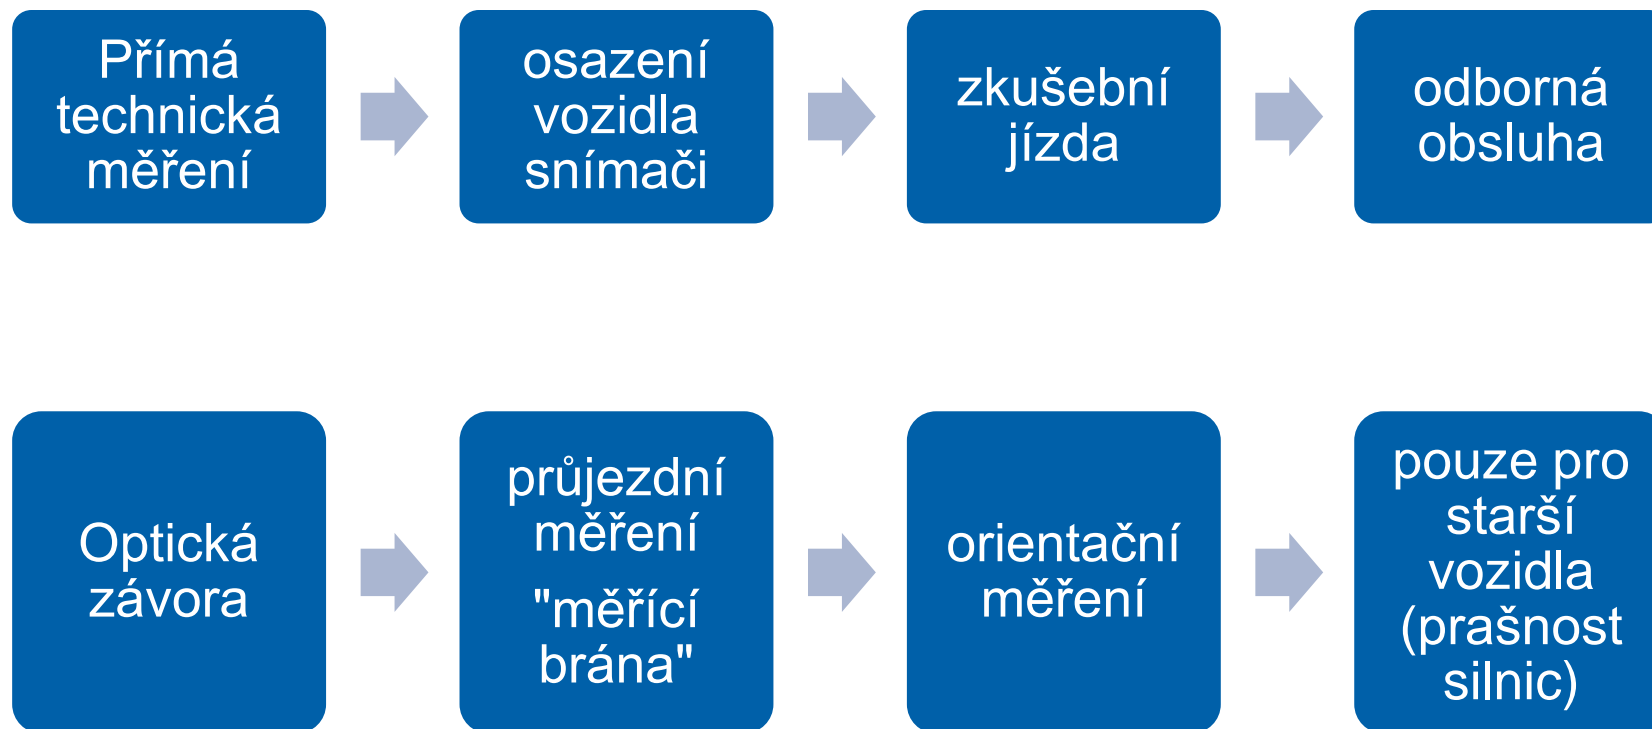 Přímá
technická
měření
osazení
vozidla
snímači
zkušební
jízda
odborná
obsluha
Optická
závora
průjezdní
měření
"měřící
brána"
orientační
měření
pouze pro
starší
vozidla
(prašnost
silnic)